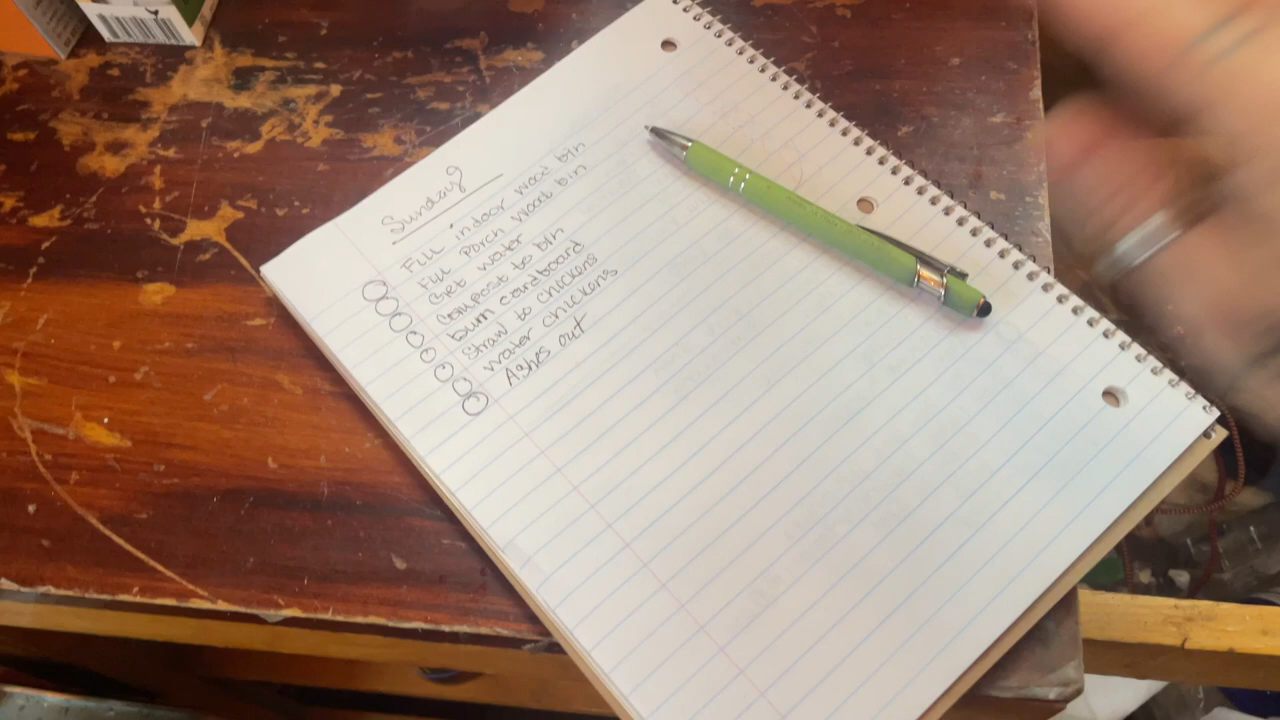 Sunday
Fill indoor wood bin
Fill porch wood bin
Get water
Compost to bin
burn cardboard
straw to chickens
water chickens
Ashes out